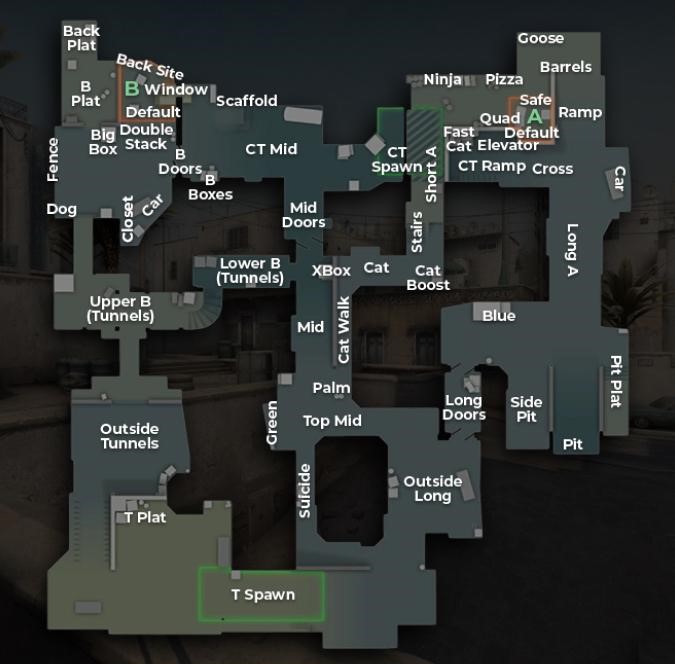 Back
Plat
Back Site
B Window
B
Plat
Default
Big
Box
Double
Stack
Fence
Dog
Closet
Car
B
Doors
B
Boxes
Scaffold
CT Mid
Mid
Doors
CT
Spawn
Short A
Stairs
Goose
Barrels
Ninja
Pizza
Safe
A
Default
Ramp
Quad
Fast
Cat
Elevator
CT Ramp
Cross
Car
Long A
Lower B
(Tunnels)
XBox
Cat
Cat
Boost
Upper B
(Tunnels)
Mid
Cat Walk
Blue
Palm
Top Mid
Green
Long
Doors
Side
Pit
Pit Plat
Pit
Outside
Tunnels
Suicide
Outside
Long
T Plat
T Spawn